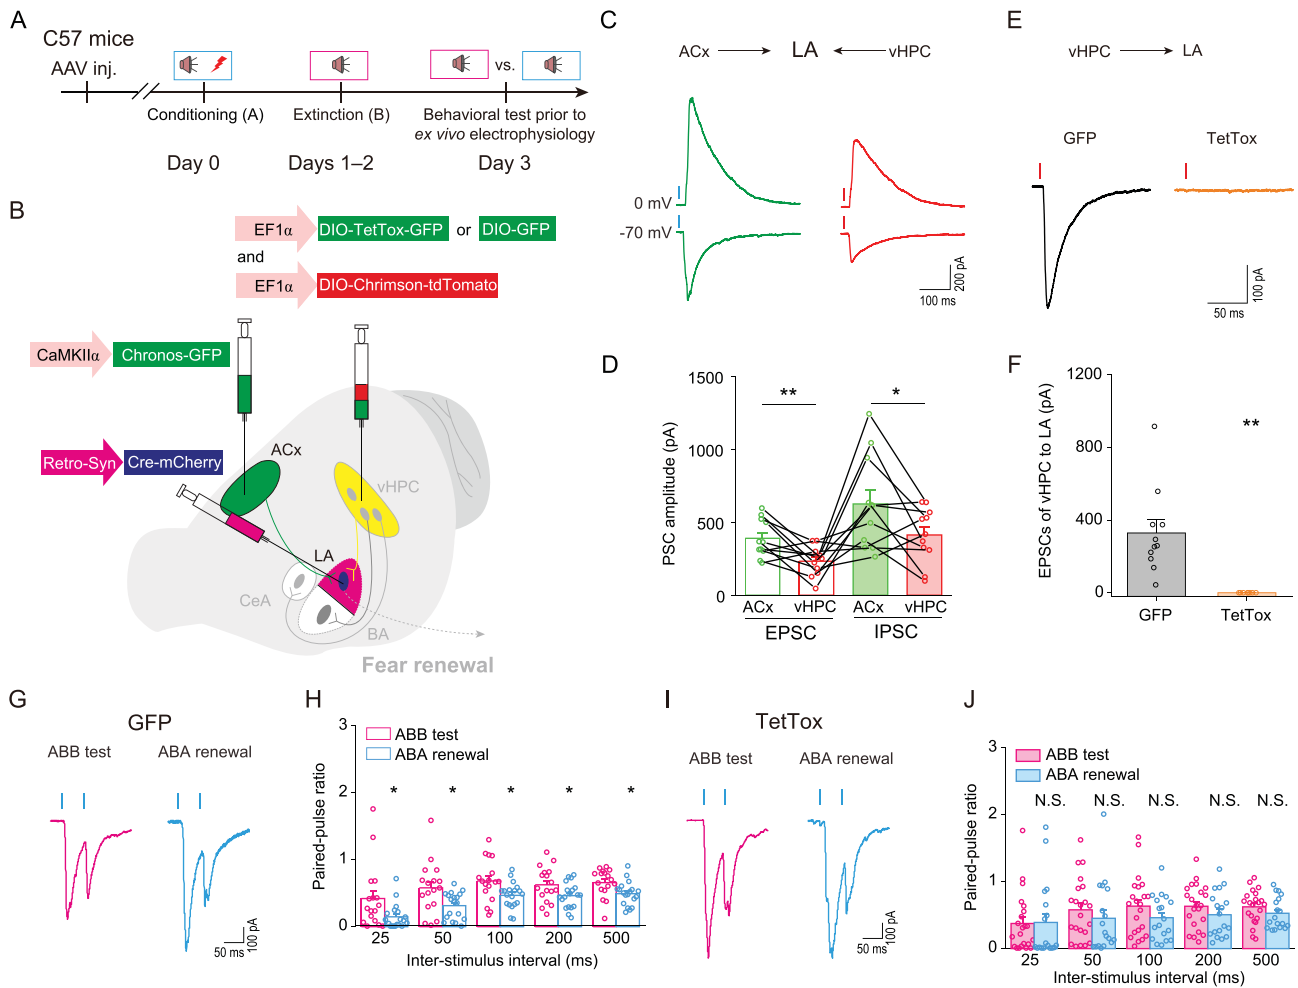 A
C57 mice
AAV inj.
vs.
Conditioning (A)
Extinction (B)
Behavioral test prior to
ex vivo electrophysiology
Day 0
Days 1–2
Day 3
B
EF1α
DIO-TetTox-GFP
or
DIO-GFP
and
EF1α
DIO-Chrimson-tdTomato
CaMKIIα
Chronos-GFP
Retro-Syn
Cre-mCherry
ACx
vHPC
LA
CeA
BA
Fear renewal
C
ACx
LA
vHPC
0 mV
-70 mV
200 pA
100 ms
D
PSC amplitude (pA)
1500
1000
500
0
**
*
ACx
vHPC
ACx
vHPC
EPSC
IPSC
E
vHPC
LA
GFP
TetTox
100 pA
50 ms
F
EPSCs of vHPC to LA (pA)
1200
800
400
0
**
GFP
TetTox
G
GFP
ABB test
ABA renewal
50 ms
100 pA
H
Paired-pulse ratio
3
2
1
0
ABB test
ABA renewal
*
*
*
*
*
25
50
100
200
500
Inter-stimulus interval (ms)
I
TetTox
ABB test
ABA renewal
50 ms
100 pA
J
Paired-pulse ratio
3
2
1
0
ABB test
ABA renewal
N.S.
N.S.
N.S.
N.S.
N.S.
25
50
100
200
500
Inter-stimulus interval (ms)